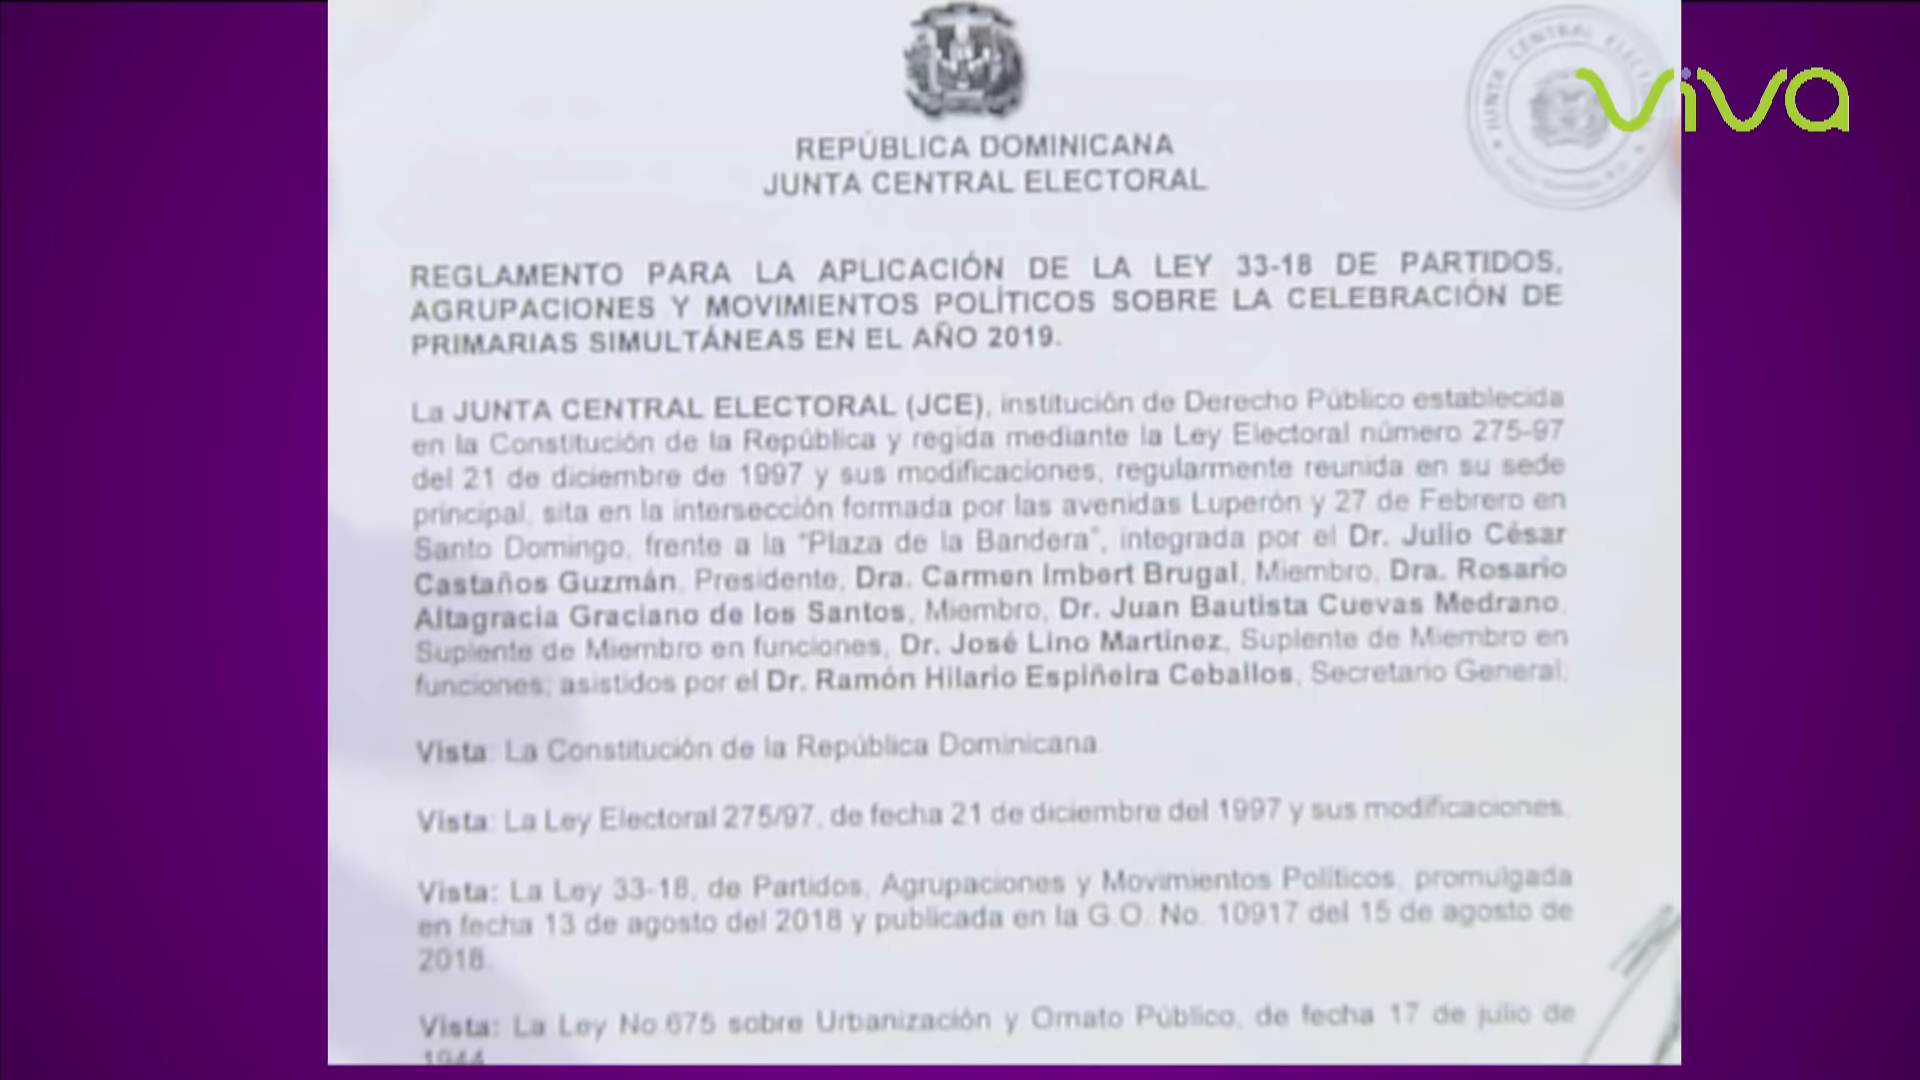 REPÚBLICA DOMINICANA
JUNTA CENTRAL ELECTORAL
JUNTA CENTRAL ELECTORAL
viva
REGLAMENTO PARA LA APLICACIÓN DE LA LEY 33-18 DE PARTIDOS,
AGRUPACIONES Y MOVIMIENTOS POLÍTICOS SOBRE LA CELEBRACIÓN DE
PRIMARIAS SIMULTÁNEAS EN EL AÑO 2019.
La JUNTA CENTRAL ELECTORAL (JCE), institución de Derecho Público establecida
en la Constitución de la República y regida mediante la Ley Electoral número 275-97
del 21 de diciembre de 1997 y sus modificaciones, regularmente reunida en su sede
principal, sita en la intersección formada por las avenidas Luperón y 27 de Febrero en
Santo Domingo, frente a la "Plaza de la Bandera", integrada por el Dr. Julio César
Castaños Guzmán, Presidente, Dra. Carmen Imbert Brugal, Miembro, Dra. Rosario
Altagracia Graciano de los Santos, Miembro, Dr. Juan Bautista Cuevas Medrano,
Suplente de Miembro en funciones, Dr. José Lino Martínez, Suplente de Miembro en
funciones; asistidos por el Dr. Ramón Hilario Espiñeira Ceballos, Secretario General.
Vista: La Constitución de la República Dominicana.
Vista: La Ley Electoral 275/97, de fecha 21 de diciembre del 1997 y sus modificaciones.
Vista: La Ley 33-18, de Partidos, Agrupaciones y Movimientos Políticos, promulgada
en fecha 13 de agosto del 2018 y publicada en la G.O. No. 10917 del 15 de agosto de
2018.
Vista: La Ley No.675 sobre Urbanización y Ornato Público, de fecha 17 de julio de
1944